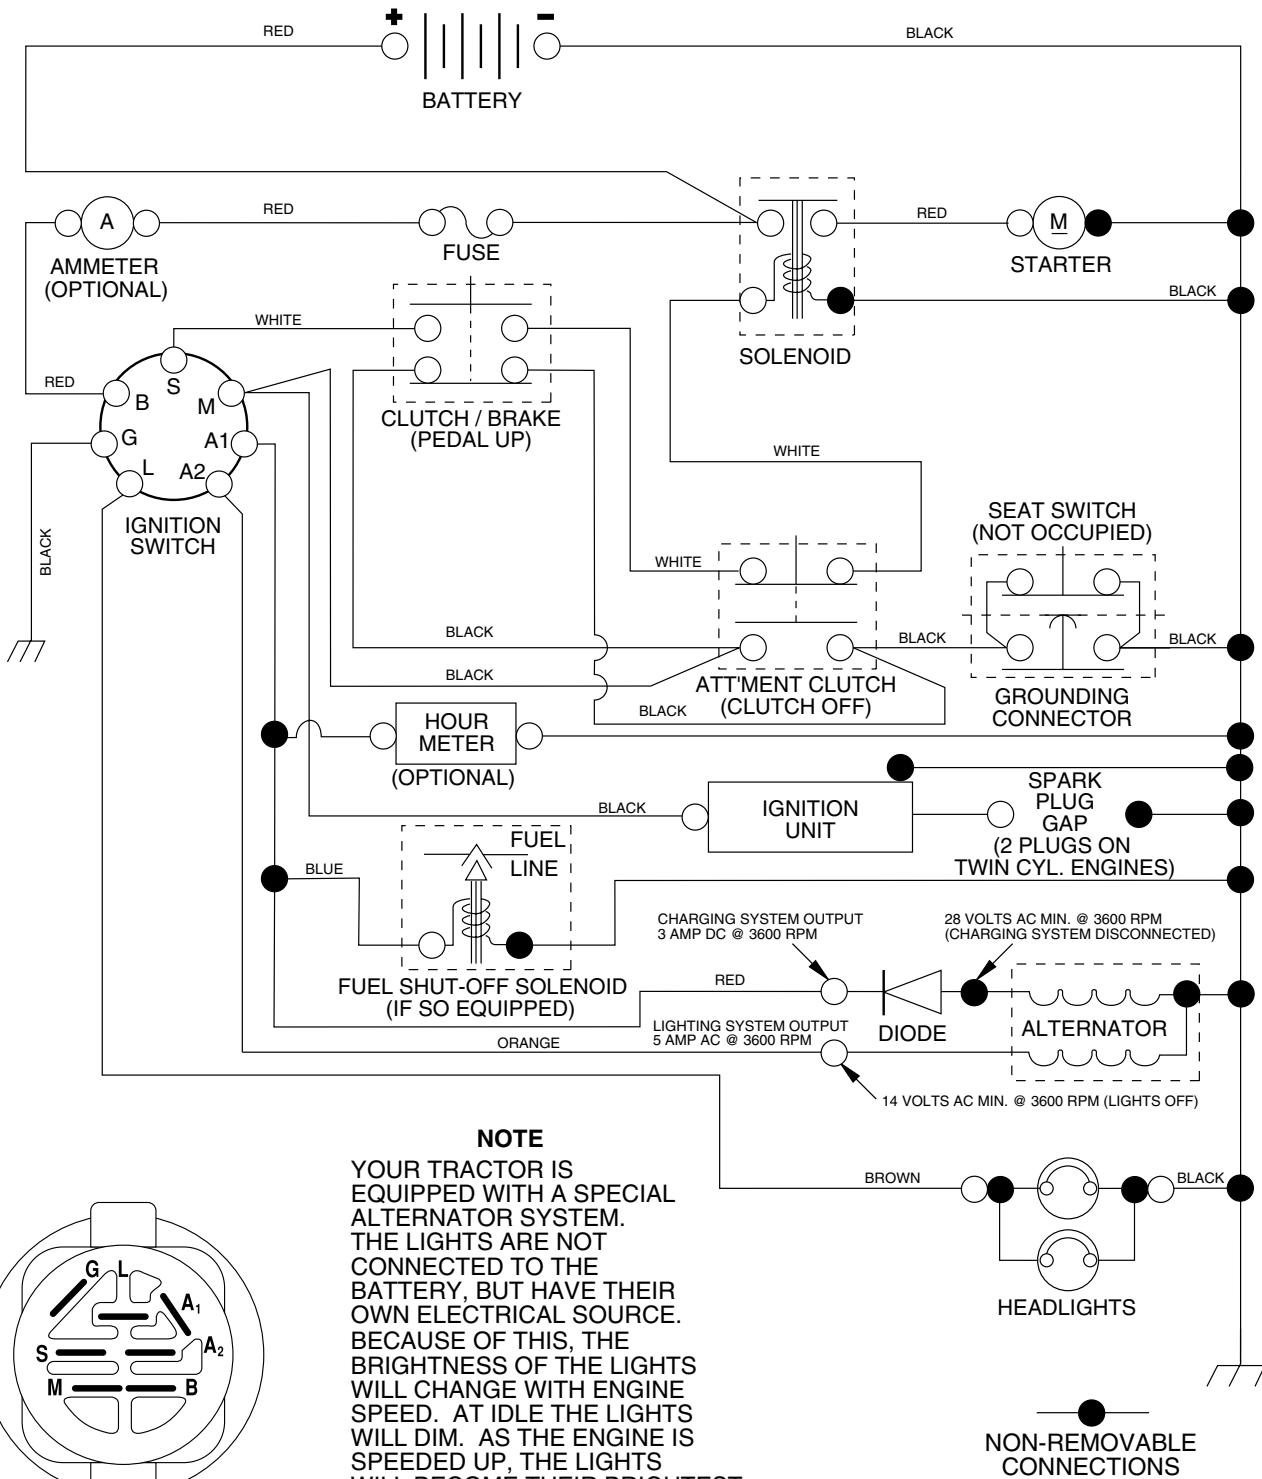 + -
RED
BLACK
BATTERY
A
RED
FUSE
RED
M
AMMETER
(OPTIONAL)
STARTER
BLACK
WHITE
SOLENOID
RED
S
B
M
G
A1
L
A2
CLUTCH / BRAKE
(PEDAL UP)
WHITE
IGNITION
SWITCH
BLACK
SEAT SWITCH
(NOT OCCUPIED)
WHITE
BLACK
BLACK
BLACK
BLACK
ATT'MENT CLUTCH
(CLUTCH OFF)
BLACK
GROUNDING
CONNECTOR
HOUR
METER
(OPTIONAL)
BLACK
IGNITION
UNIT
SPARK
PLUG
GAP
(2 PLUGS ON
TWIN CYL. ENGINES)
FUEL
LINE
BLUE
FUEL SHUT-OFF SOLENOID
(IF SO EQUIPPED)
CHARGING SYSTEM OUTPUT
3 AMP DC @ 3600 RPM
28 VOLTS AC MIN. @ 3600 RPM
(CHARGING SYSTEM DISCONNECTED)
RED
DIODE
ALTERNATOR
LIGHTING SYSTEM OUTPUT
5 AMP AC @ 3600 RPM
ORANGE
14 VOLTS AC MIN. @ 3600 RPM (LIGHTS OFF)
BROWN
BLACK
HEADLIGHTS
NOTE
YOUR TRACTOR IS
EQUIPPED WITH A SPECIAL
ALTERNATOR SYSTEM.
THE LIGHTS ARE NOT
CONNECTED TO THE
BATTERY, BUT HAVE THEIR
OWN ELECTRICAL SOURCE.
BECAUSE OF THIS, THE
BRIGHTNESS OF THE LIGHTS
WILL CHANGE WITH ENGINE
SPEED. AT IDLE THE LIGHTS
WILL DIM. AS THE ENGINE IS
SPEEDED UP, THE LIGHTS
WILL BECOME THEIR BRIGHTEST
G L
A1
S A2
M B
NON-REMOVABLE
CONNECTIONS